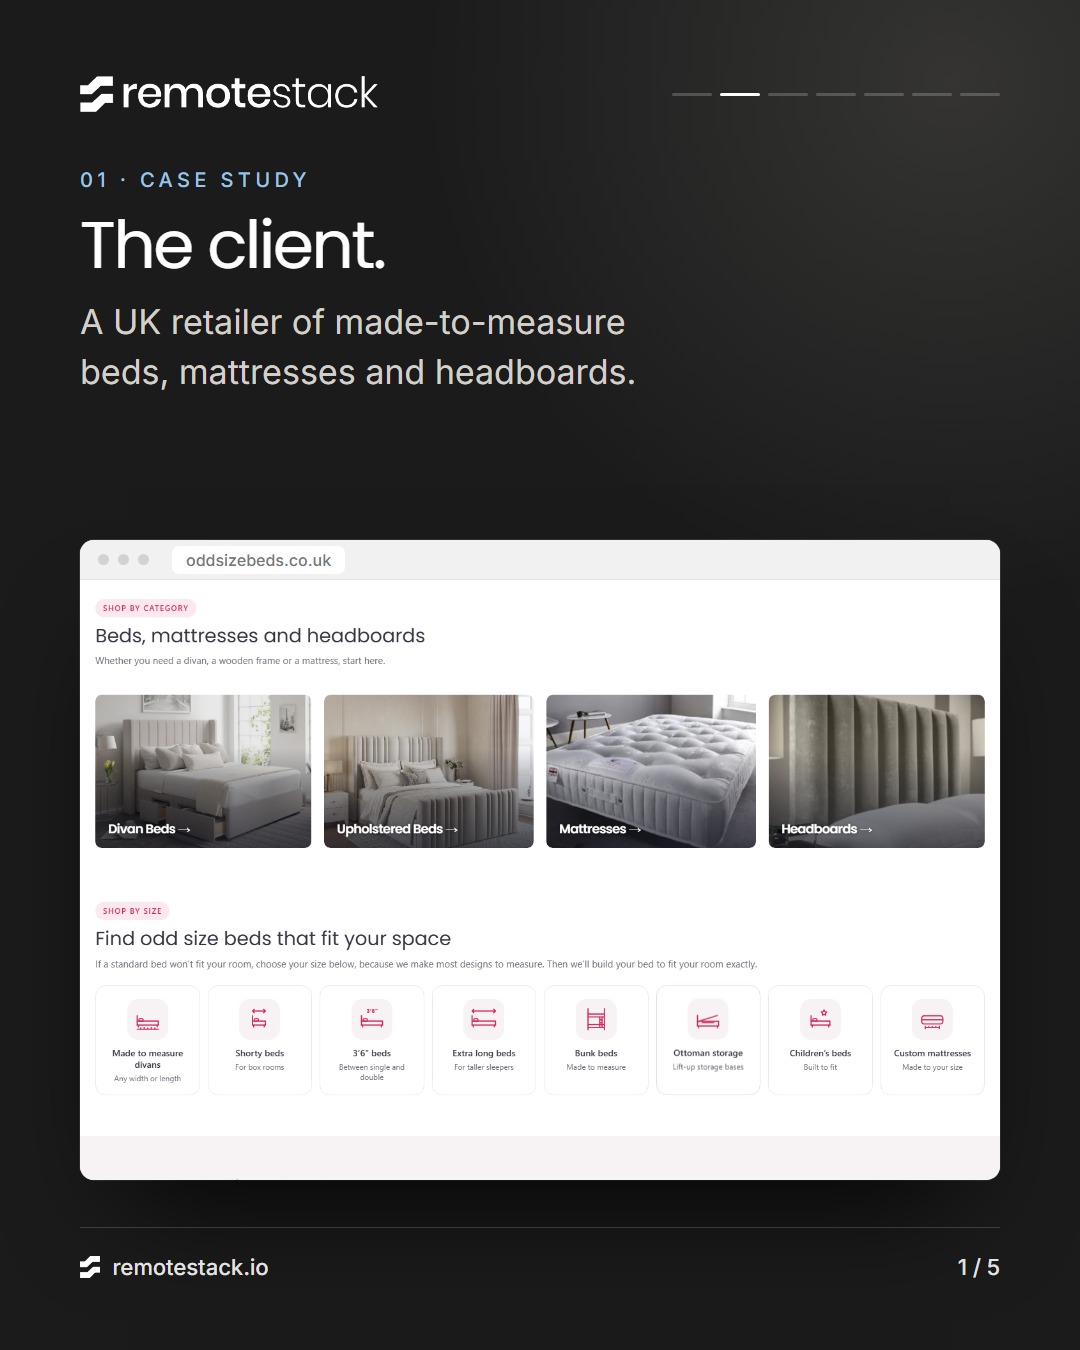 remotestack
01 · CASE STUDY
The client.
A UK retailer of made-to-measure
beds, mattresses and headboards.
oddsizebeds.co.uk
SHOP BY CATEGORY
Beds, mattresses and headboards
Whether you need a divan, a wooden frame or a mattress, start here.
Divan Beds →
Upholstered Beds →
Mattresses →
Headboards →
SHOP BY SIZE
Find odd size beds that fit your space
If a standard bed won't fit your room, choose your size below, because we make most designs to measure. Then we'll build your bed to fit your room exactly.
Made to measure
divans
Any width or length
Shorty beds
For box rooms
3'6"
3'6" beds
Between single and
double
Extra long beds
For taller sleepers
Bunk beds
Made to measure
Ottoman storage
Lift-up storage bases
Children's beds
Built to fit
Custom mattresses
Made to your size
remotestack.io
1 / 5